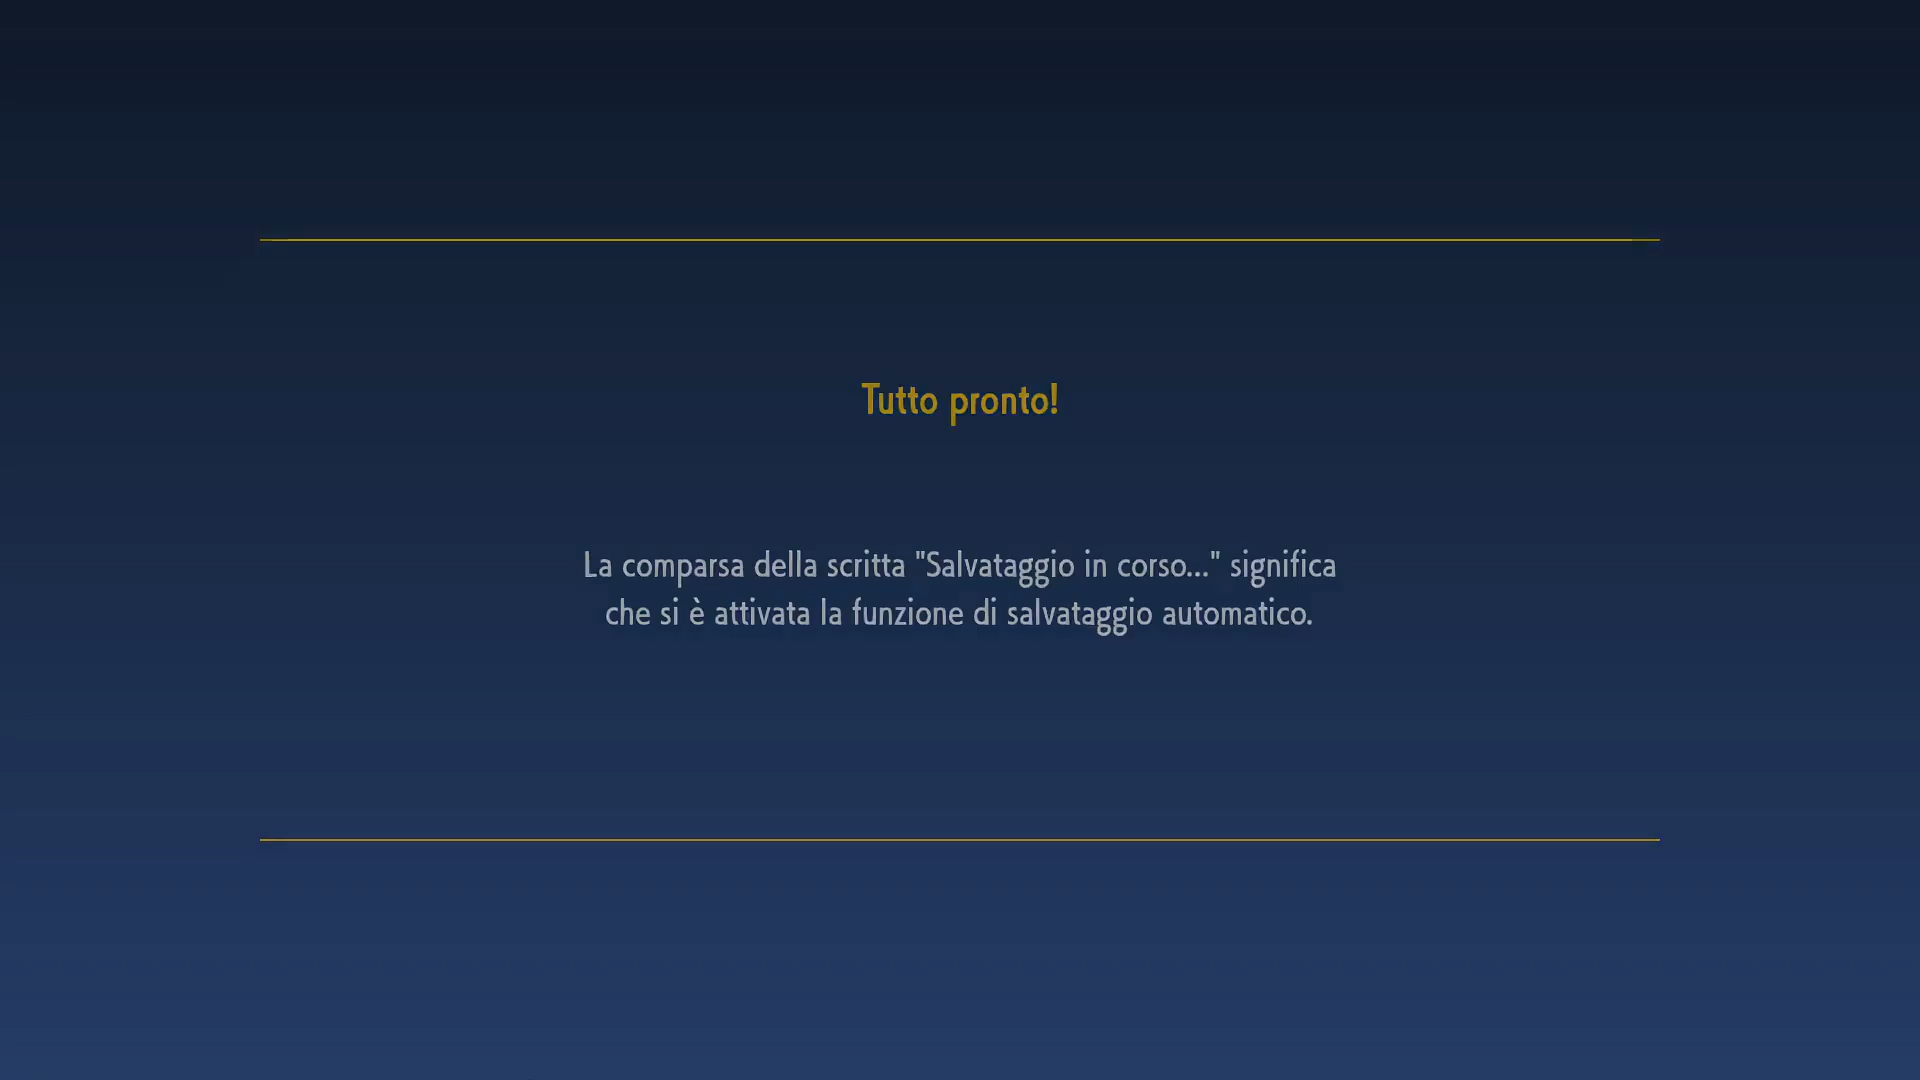 Tutto pronto!
La comparsa della scritta "Salvataggio in corso..." significa
che si è attivata la funzione di salvataggio automatico.